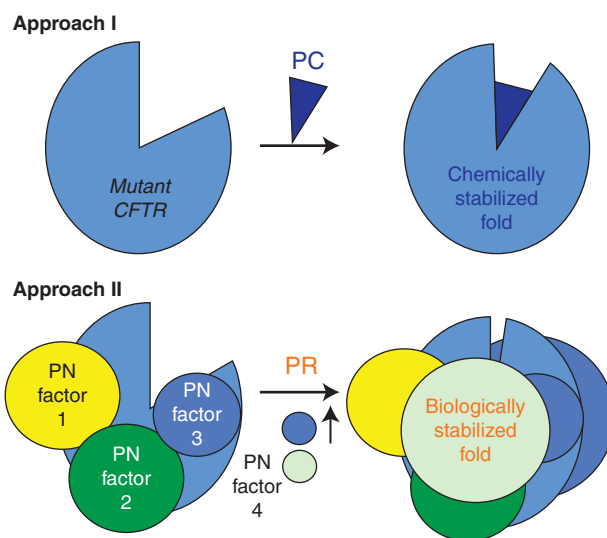 Approach I
PC
Mutant
CFTR
Chemically
stabilized
fold
Approach II
PN
factor
1
PN
factor
2
PN
factor
3
PR
PN
factor
4
Biologically
stabilized
fold